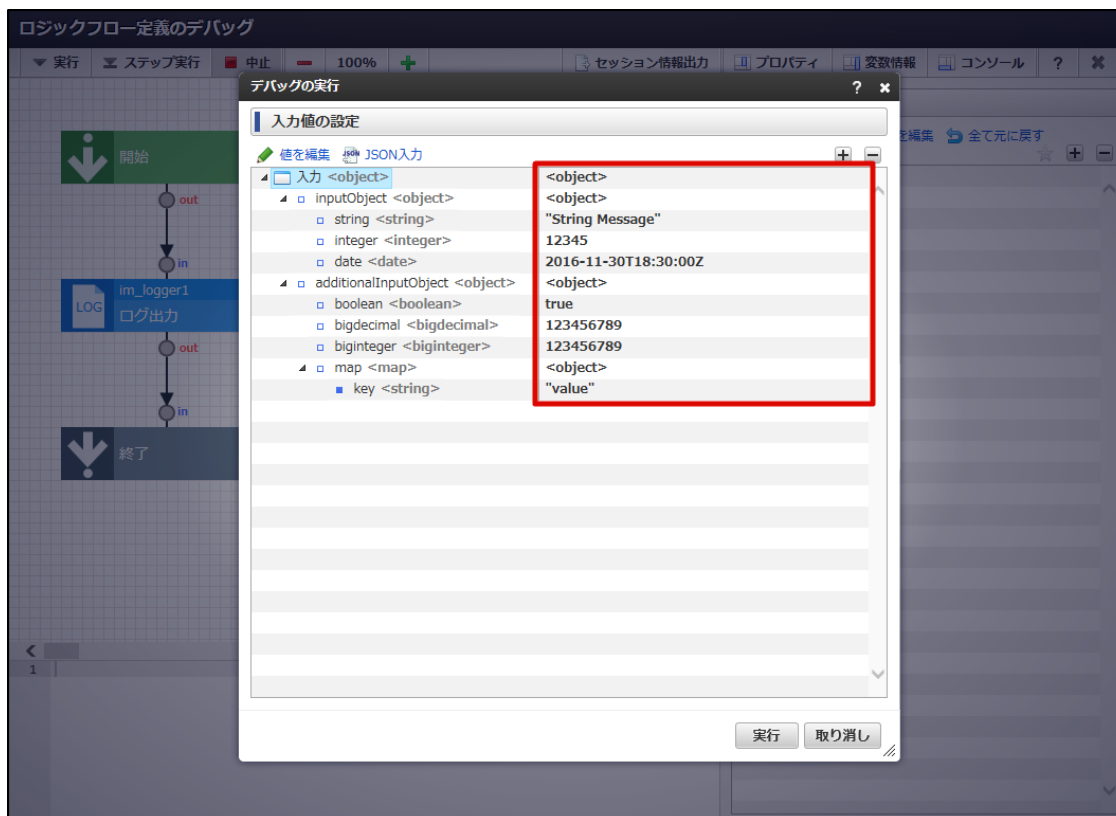 ロジックフロー定義のデバッグ
実行 ステップ実行 中止 100% セッション情報出力 プロパティ 変数情報 コンソール ?
デバッグの実行 ?
入力値の設定
を編集 全て元に戻す
値を編集 JSON JSON入力
入力 <object> <object>
inputObject <object> <object>
string <string> "String Message"
integer <integer> 12345
date <date> 2016-11-30T18:30:00Z
additionalInputObject <object> <object>
boolean <boolean> true
bigdecimal <bigdecimal> 123456789
biginteger <biginteger> 123456789
map <map> <object>
key <string> "value"
開始
out
in
im_logger1
LOG ログ出力
out
in
終了
1
実行 取り消し